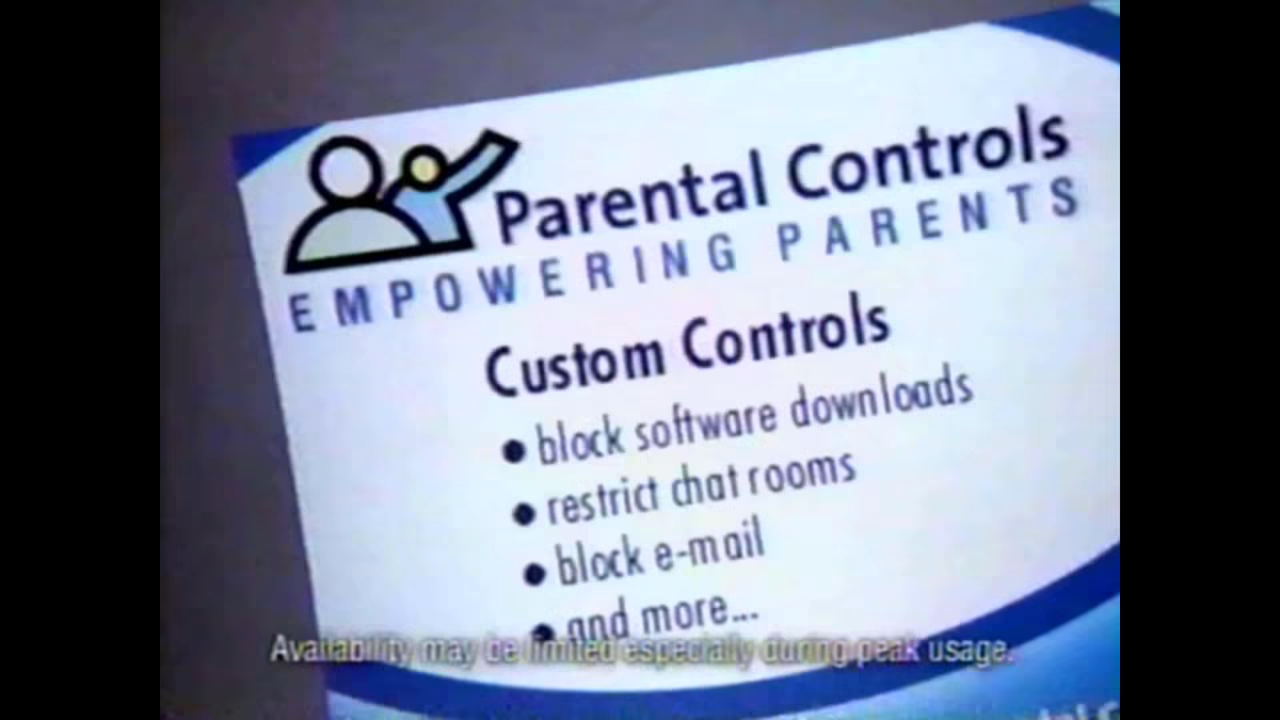 Parental Controls
EMPOWERING PARENTS
Custom Controls
• block software downloads
• restrict chat rooms
• block e-mail
• and more...
Availability may be limited especially during peak usage.